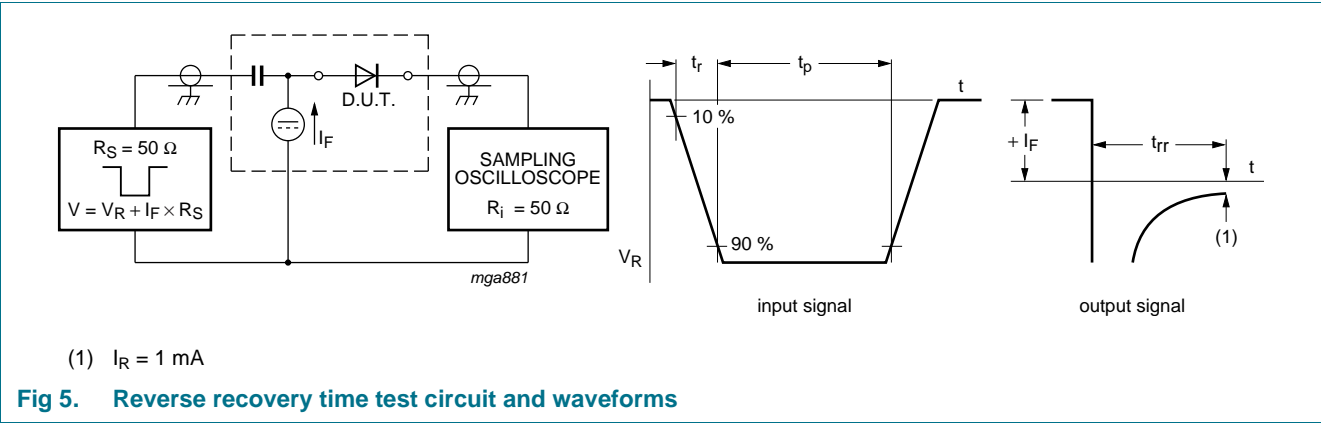 D.U.T.
I_F
R_S = 50 Ω
V = V_R + I_F × R_S
SAMPLING
OSCILLOSCOPE
R_i = 50 Ω
mga881
t_r
t_p
t
10 %
90 %
V_R
input signal
+ I_F
t_rr
t
(1)
output signal
(1) I_R = 1 mA
Fig 5. Reverse recovery time test circuit and waveforms